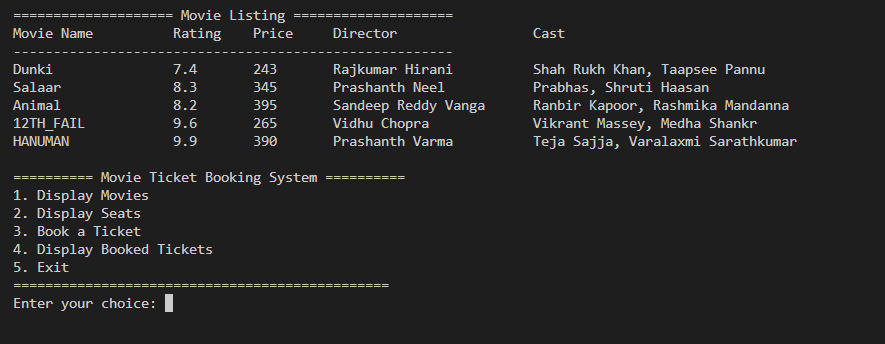 ==================== Movie Listing ====================
Movie Name          Rating    Price     Director                 Cast
-------------------------------------------------------
Dunki               7.4       243       Rajkumar Hirani          Shah Rukh Khan, Taapsee Pannu
Salaar              8.3       345       Prashanth Neel           Prabhas, Shruti Haasan
Animal              8.2       395       Sandeep Reddy Vanga      Ranbir Kapoor, Rashmika Mandanna
12TH_FAIL           9.6       265       Vidhu Chopra             Vikrant Massey, Medha Shankr
HANUMAN             9.9       390       Prashanth Varma          Teja Sajja, Varalaxmi Sarathkumar
========== Movie Ticket Booking System ==========
1. Display Movies
2. Display Seats
3. Book a Ticket
4. Display Booked Tickets
5. Exit
===============================================
Enter your choice: